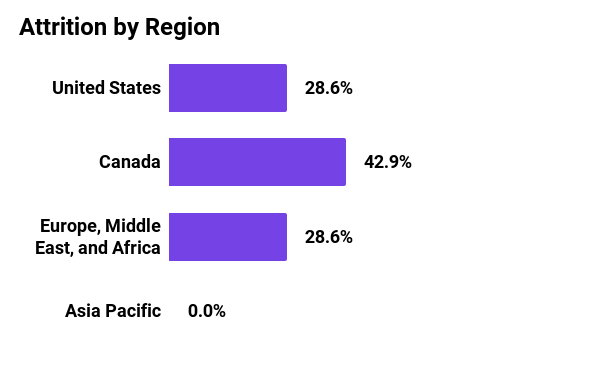 Attrition by Region
United States 28.6%
Canada 42.9%
Europe, Middle
East, and Africa 28.6%
Asia Pacific 0.0%